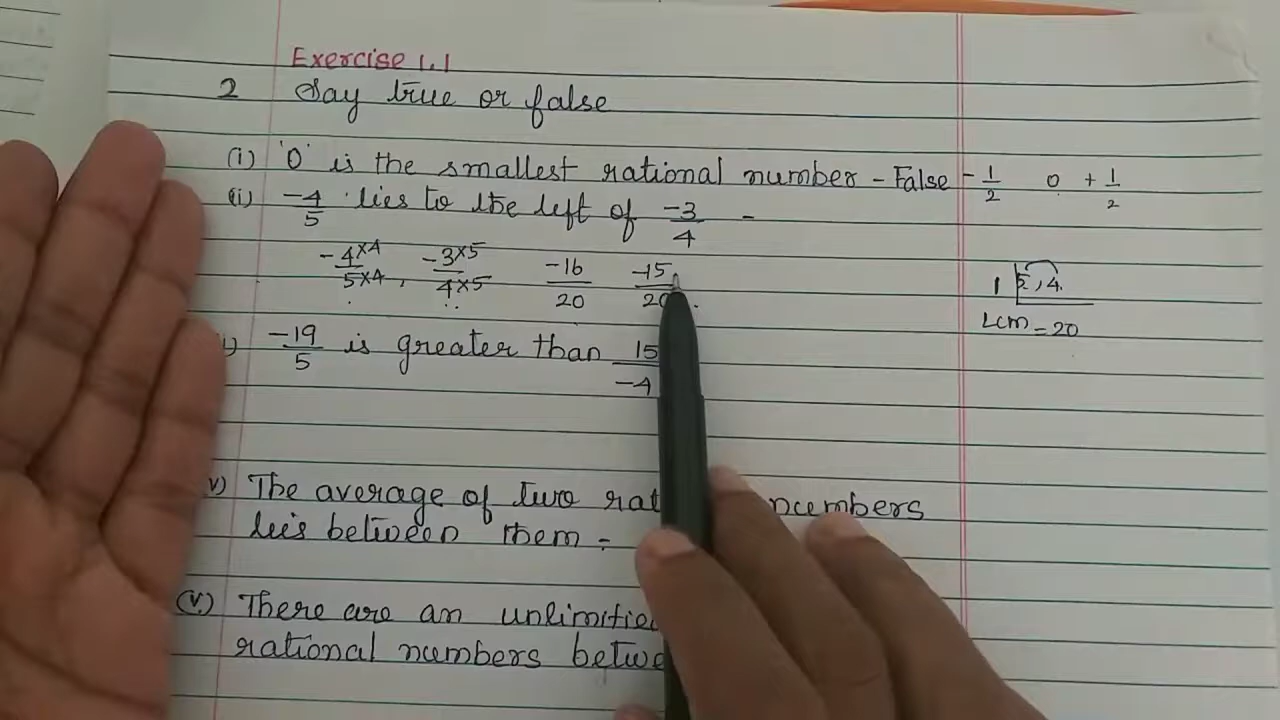 Exercise 1.1
2 Say true or false
(i) '0' is the smallest rational number - False -1/2 0 +1/2
(ii) -4/5 lies to the left of -3/4 -
-4×4/5×4, -3×5/4×5 -16/20 -15/20 1 5,4
LCM = 20
-19/5 is greater than 15/-4
The average of two numbers
lies between them -
(v) There are an
rational numbers